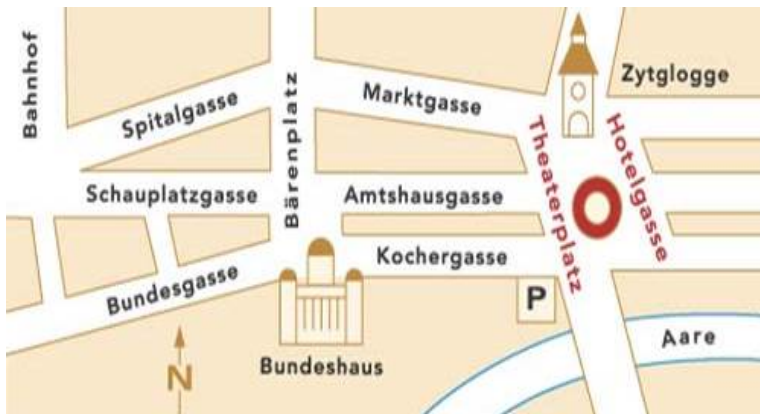 Bahnhof
Spitalgasse
Bärenplatz
Marktgasse
Zytglogge
Theaterplatz
Hotelgasse
Schauplatzgasse
Amtshausgasse
Bundesgasse
Kochergasse
P
Bundeshaus
Aare
N